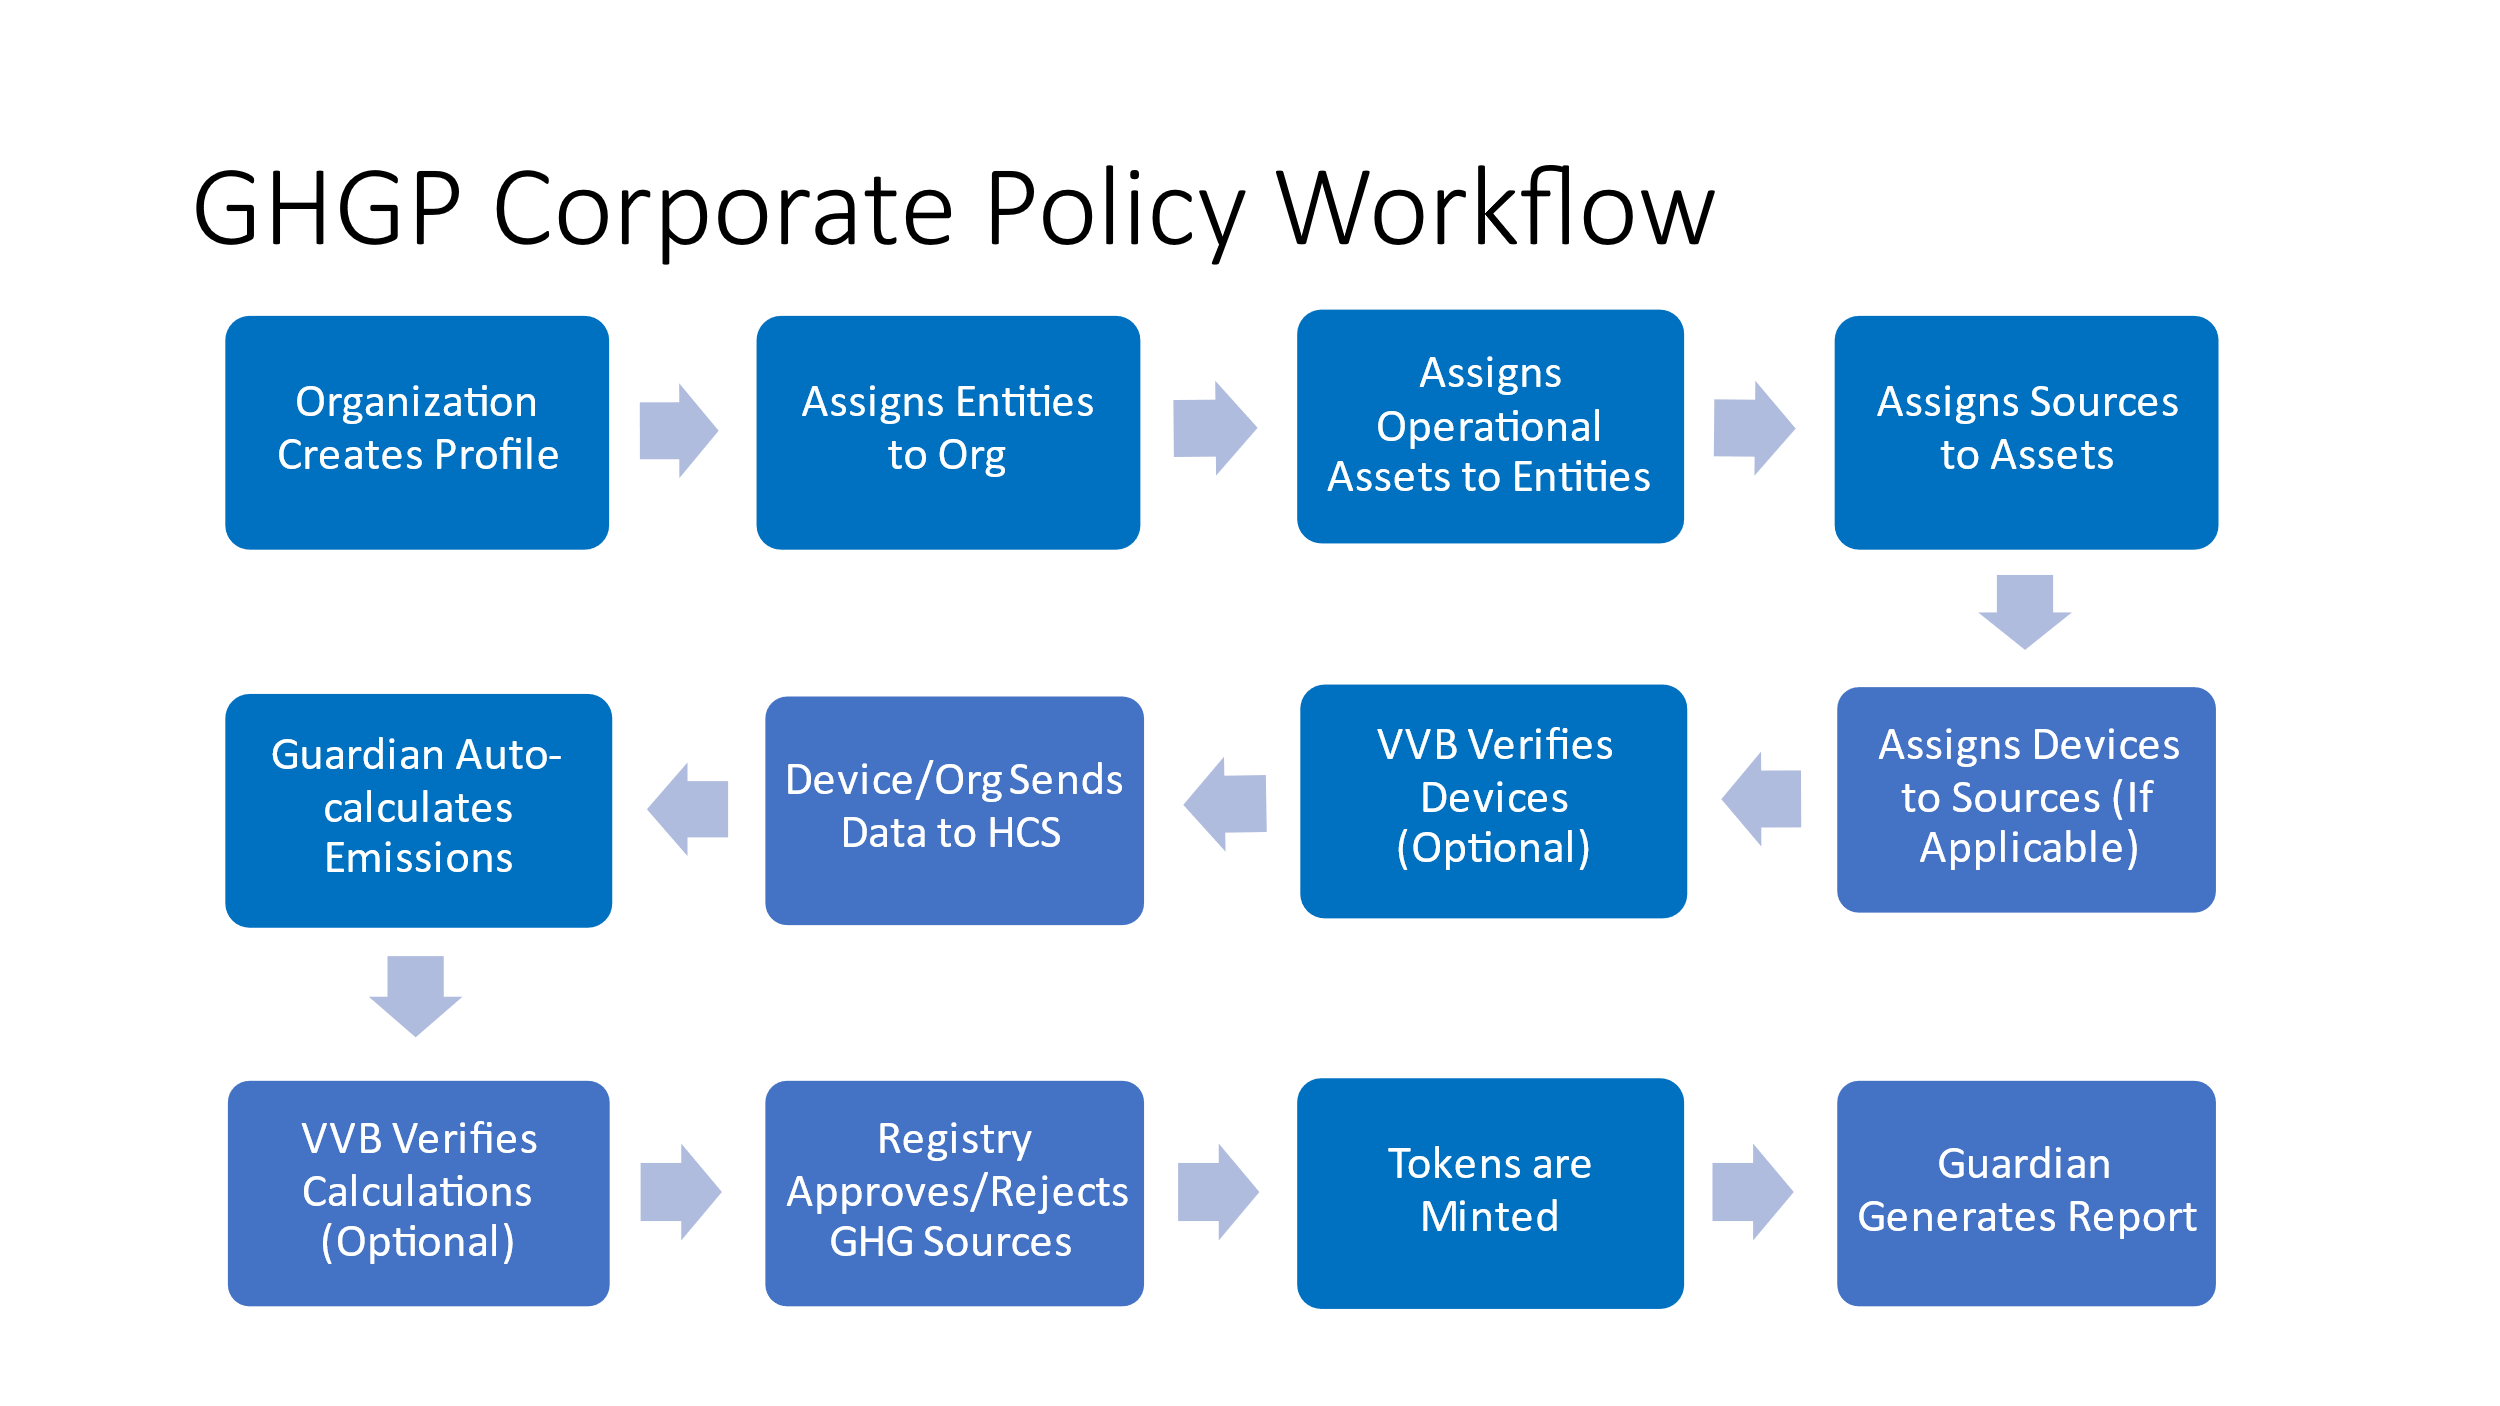 GHGP Corporate Policy Workflow
Organization
Creates Profile
Assigns Entities
to Org
Assigns
Operational
Assets to Entities
Assigns Sources
to Assets
Assigns Devices
to Sources (If
Applicable)
VVB Verifies
Devices
(Optional)
Device/Org Sends
Data to HCS
Guardian Auto-
calculates
Emissions
VVB Verifies
Calculations
(Optional)
Registry
Approves/Rejects
GHG Sources
Tokens are
Minted
Guardian
Generates Report